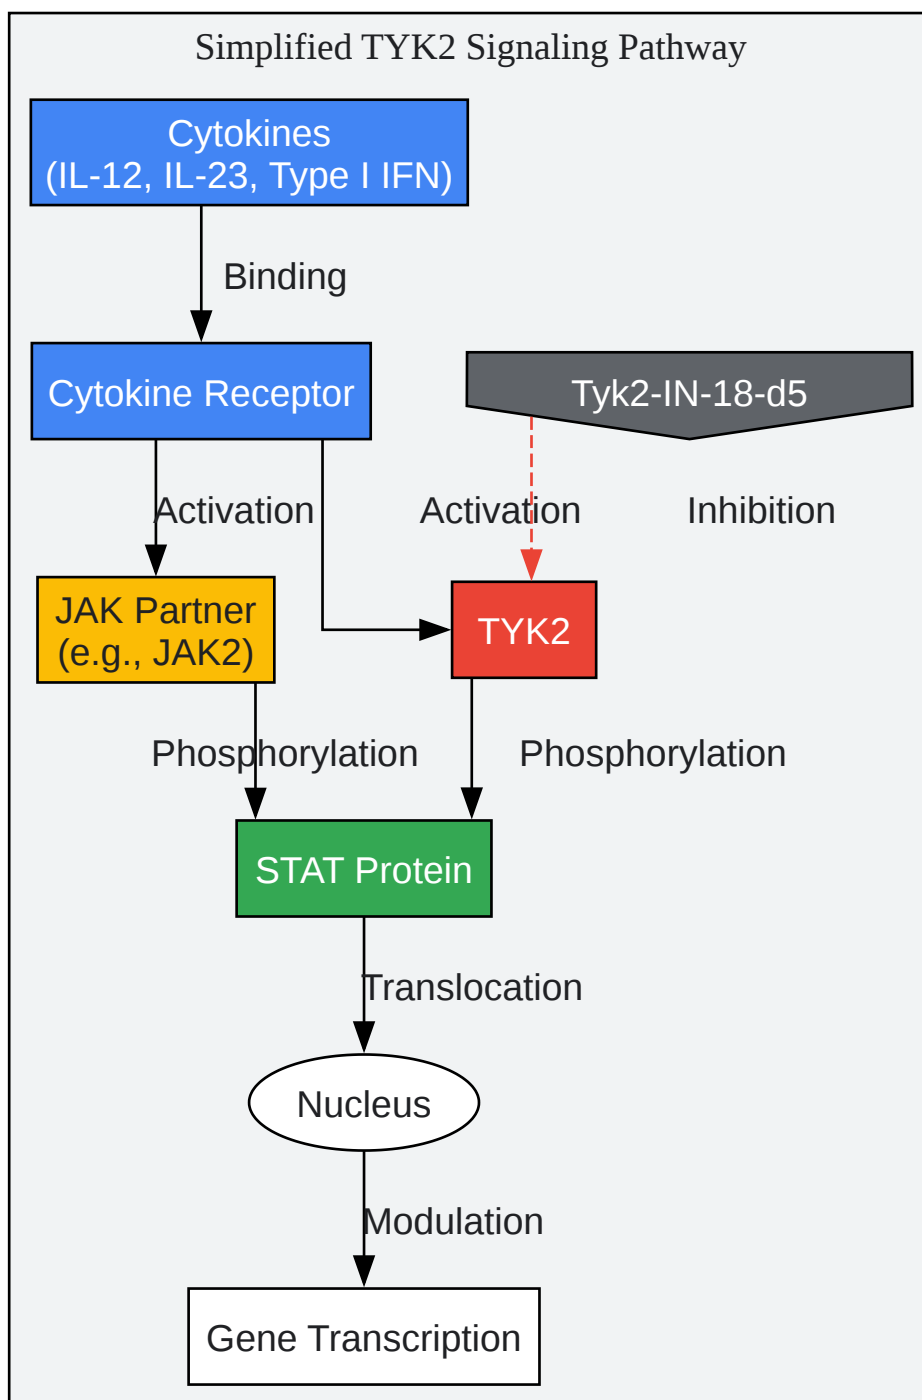 Simplified TYK2 Signaling Pathway
Cytokines
(IL-12, IL-23, Type I IFN)
Binding
Cytokine Receptor
Tyk2-IN-18-d5
Activation
Activation
Inhibition
JAK Partner
(e.g., JAK2)
TYK2
Phosphorylation
Phosphorylation
STAT Protein
Translocation
Nucleus
Modulation
Gene Transcription